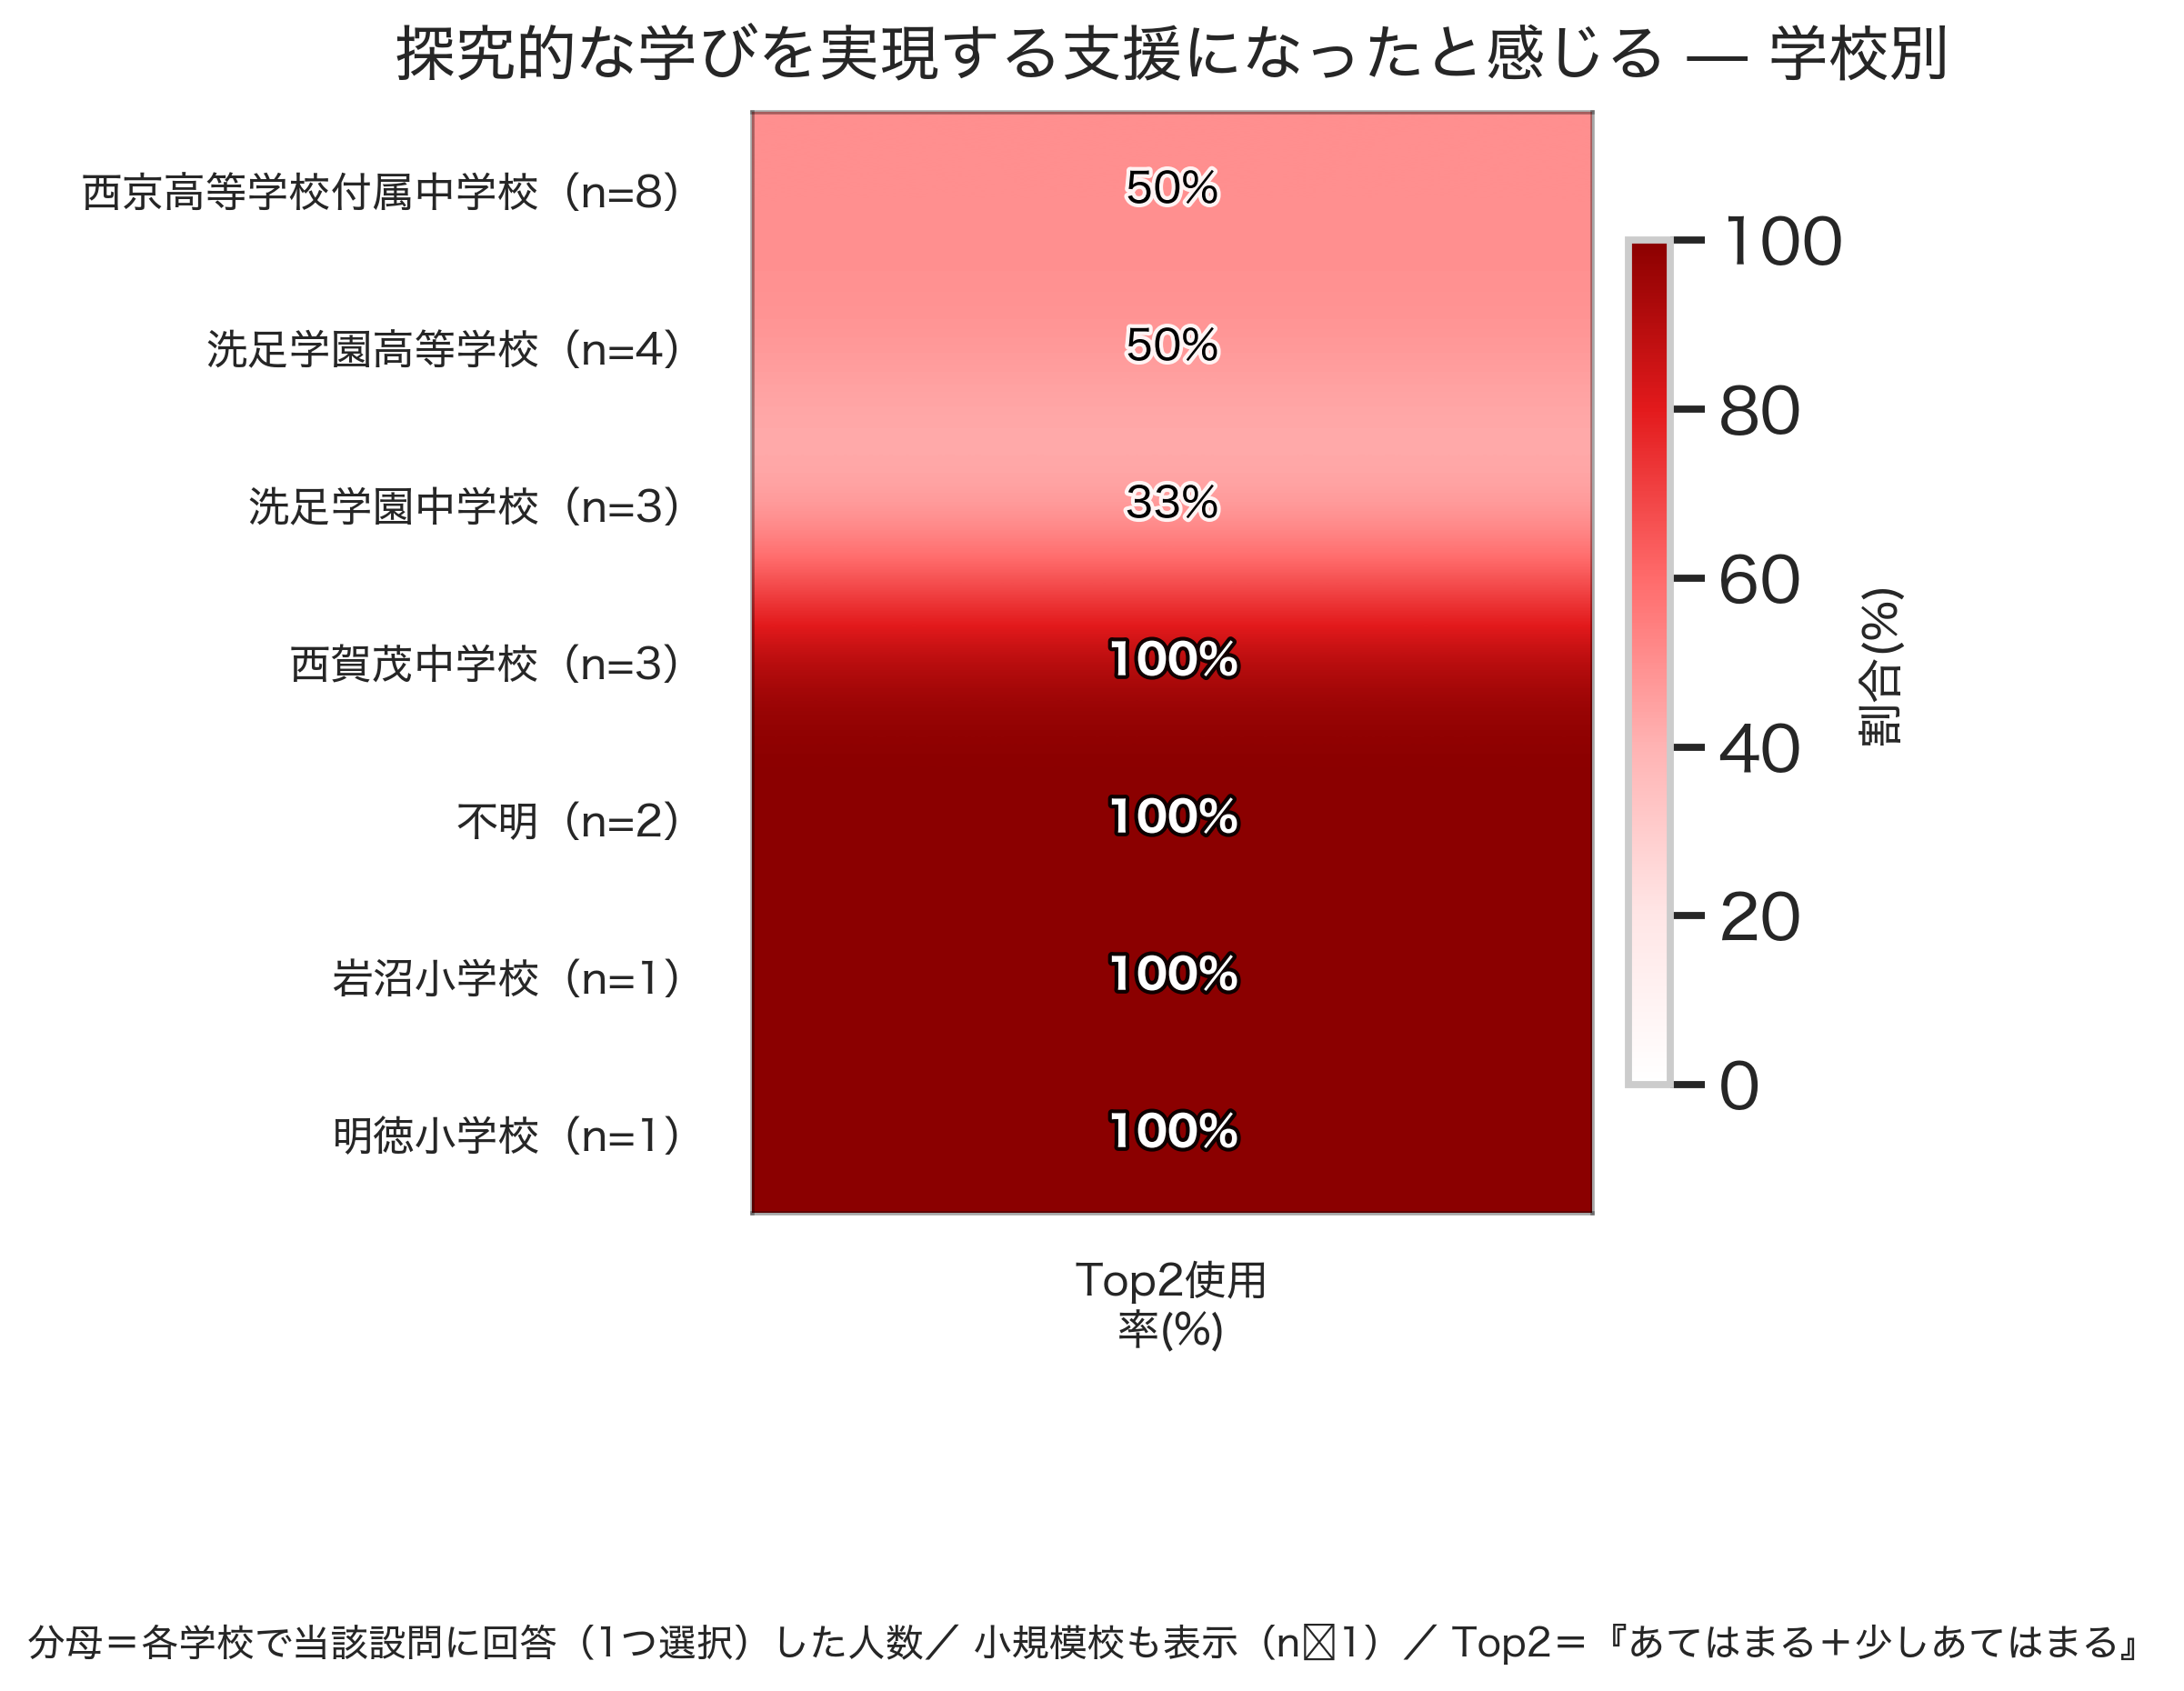 探究的な学びを実現する支援になったと感じる — 学校別
西京高等学校付属中学校（n=8）
50%
洗足学園高等学校（n=4）
50%
洗足学園中学校（n=3）
33%
西賀茂中学校（n=3）
100%
不明（n=2）
100%
岩沼小学校（n=1）
100%
明徳小学校（n=1）
100%
100
80
60
40
20
0
割合(%)
Top2使用
率(%)
分母＝各学校で当該設問に回答（1つ選択）した人数／ 小規模校も表示（n□1）／ Top2＝『あてはまる＋少しあてはまる』